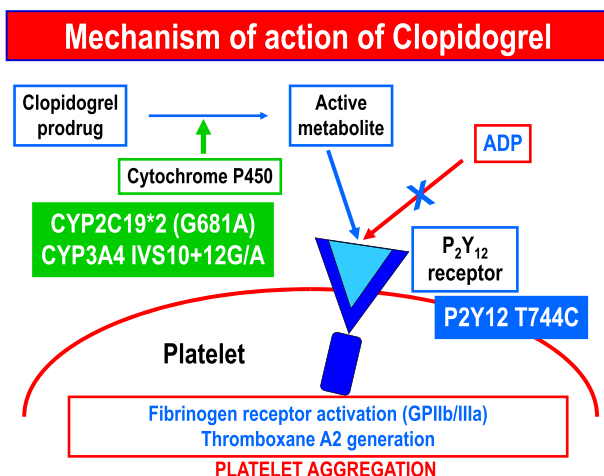 Mechanism of action of Clopidogrel
Clopidogrel
prodrug
Active
metabolite
ADP
Cytochrome P450
CYP2C19*2 (G681A)
CYP3A4 IVS10+12G/A
P₂Y₁₂
receptor
P2Y12 T744C
Platelet
Fibrinogen receptor activation (GPIIb/IIIa)
Thromboxane A2 generation
PLATELET AGGREGATION